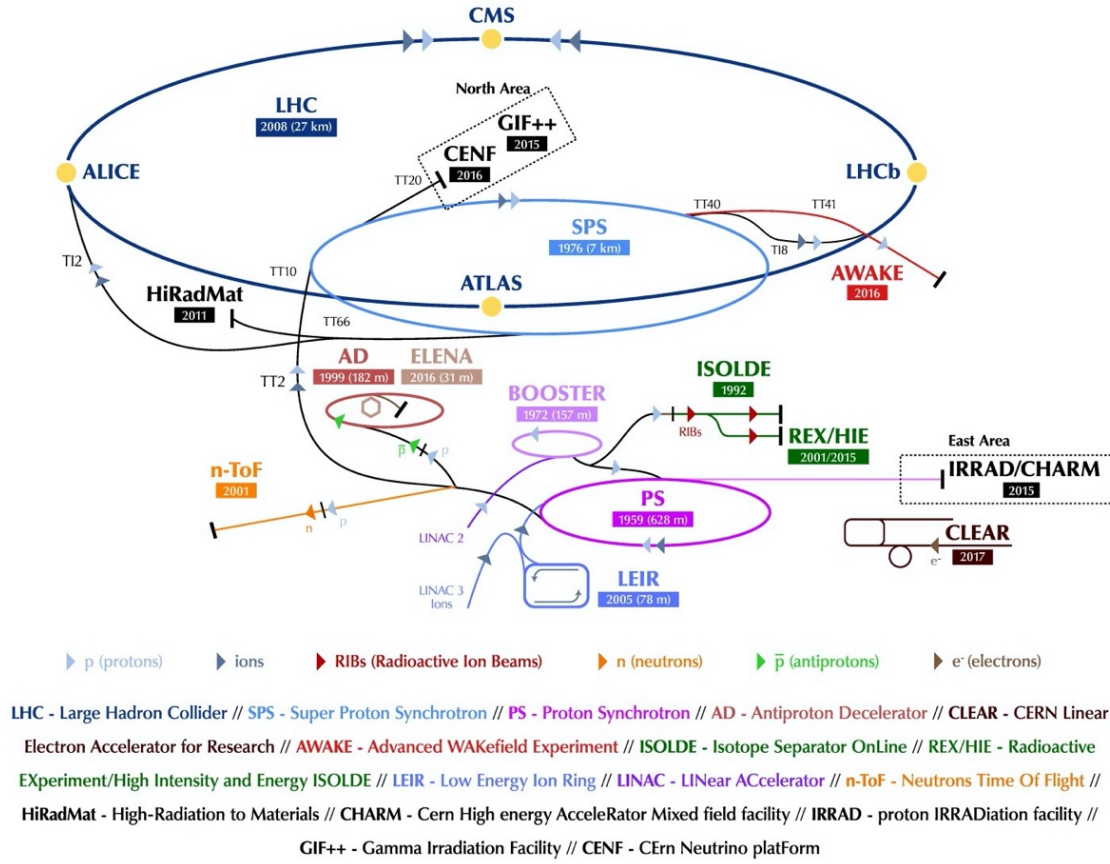 CMS
North Area
LHC
2008 (27 km)
GIF++
2015
CENF
2016
ALICE
LHCb
TT20
TT40
TT41
SPS
1976 (7 km)
TI2
TI8
TT10
ATLAS
AWAKE
2016
HiRadMat
2011
TT66
AD
1999 (182 m)
ELENA
2016 (31 m)
TT2
ISOLDE
1992
BOOSTER
1972 (157 m)
RIBs
REX/HIE
2001/2015
East Area
p̄
p
n-ToF
2001
IRRAD/CHARM
2015
PS
1959 (628 m)
n
p
LINAC 2
CLEAR
2017
e-
LINAC 3
Ions
LEIR
2005 (78 m)
p (protons)
ions
RIBs (Radioactive Ion Beams)
n (neutrons)
p̄ (antiprotons)
e- (electrons)
LHC - Large Hadron Collider // SPS - Super Proton Synchrotron // PS - Proton Synchrotron // AD - Antiproton Decelerator // CLEAR - CERN Linear
Electron Accelerator for Research // AWAKE - Advanced WAKefield Experiment // ISOLDE - Isotope Separator OnLine // REX/HIE - Radioactive
EXperiment/High Intensity and Energy ISOLDE // LEIR - Low Energy Ion Ring // LINAC - LINear ACcelerator // n-ToF - Neutrons Time Of Flight //
HiRadMat - High-Radiation to Materials // CHARM - Cern High energy AcceleRator Mixed field facility // IRRAD - proton IRRADiation facility //
GIF++ - Gamma Irradiation Facility // CENF - CErn Neutrino platForm